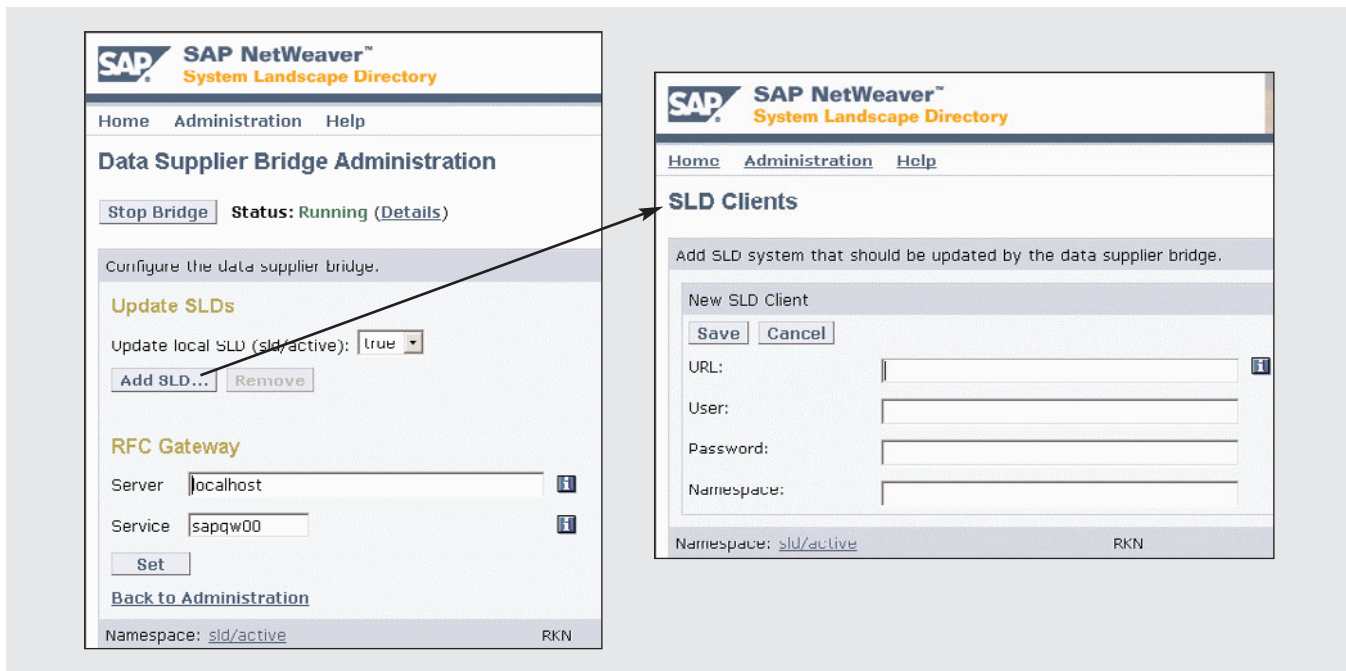 SAP SAP NetWeaver™
System Landscape Directory
Home Administration Help
Data Supplier Bridge Administration
Stop Bridge Status: Running (Details)
Configure the data supplier bridge.
Update SLDs
Update local SLD (sld/active): true
Add SLD... Remove
RFC Gateway
Server localhost
Service sapgw00
Set
Back to Administration
Namespace: sld/active RKN
SAP SAP NetWeaver™
System Landscape Directory
Home Administration Help
SLD Clients
Add SLD system that should be updated by the data supplier bridge.
New SLD Client
Save Cancel
URL:
User:
Password:
Namespace:
Namespace: sld/active RKN